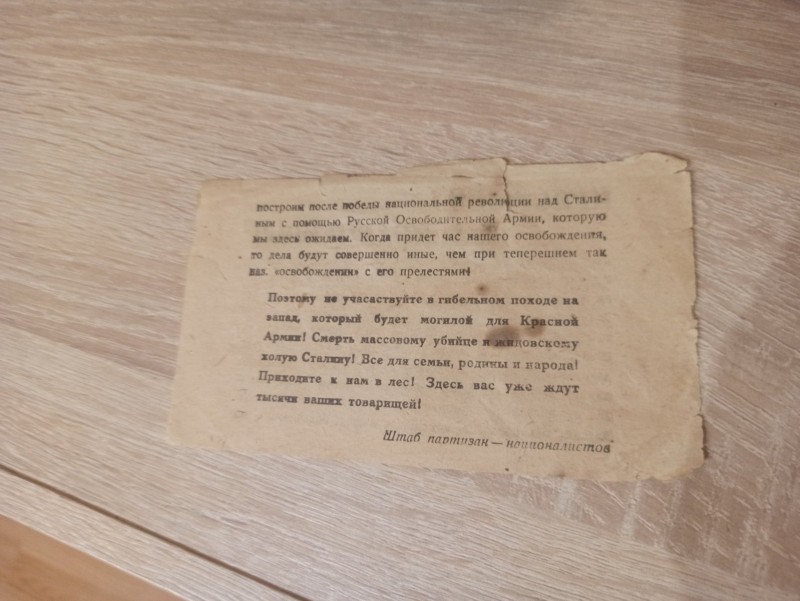 построим после победы национальной революции над Стали-
ным с помощью Русской Освободительной Армии, которую
мы здесь ожидаем. Когда придет час нашего освобождения,
то дела будут совершенно иные, чем при теперешнем так
наз. «освобождении» с его прелестями!
Поэтому не учасаствуйте в гибельном походе на
запад, который будет могилой для Красной
Армии! Смерть массовому убийце и жидовскому
холую Сталину! Все для семьи, родины и народа!
Приходите к нам в лес! Здесь вас уже ждут
тысячи ваших товарищей!
Штаб партизан — националистов